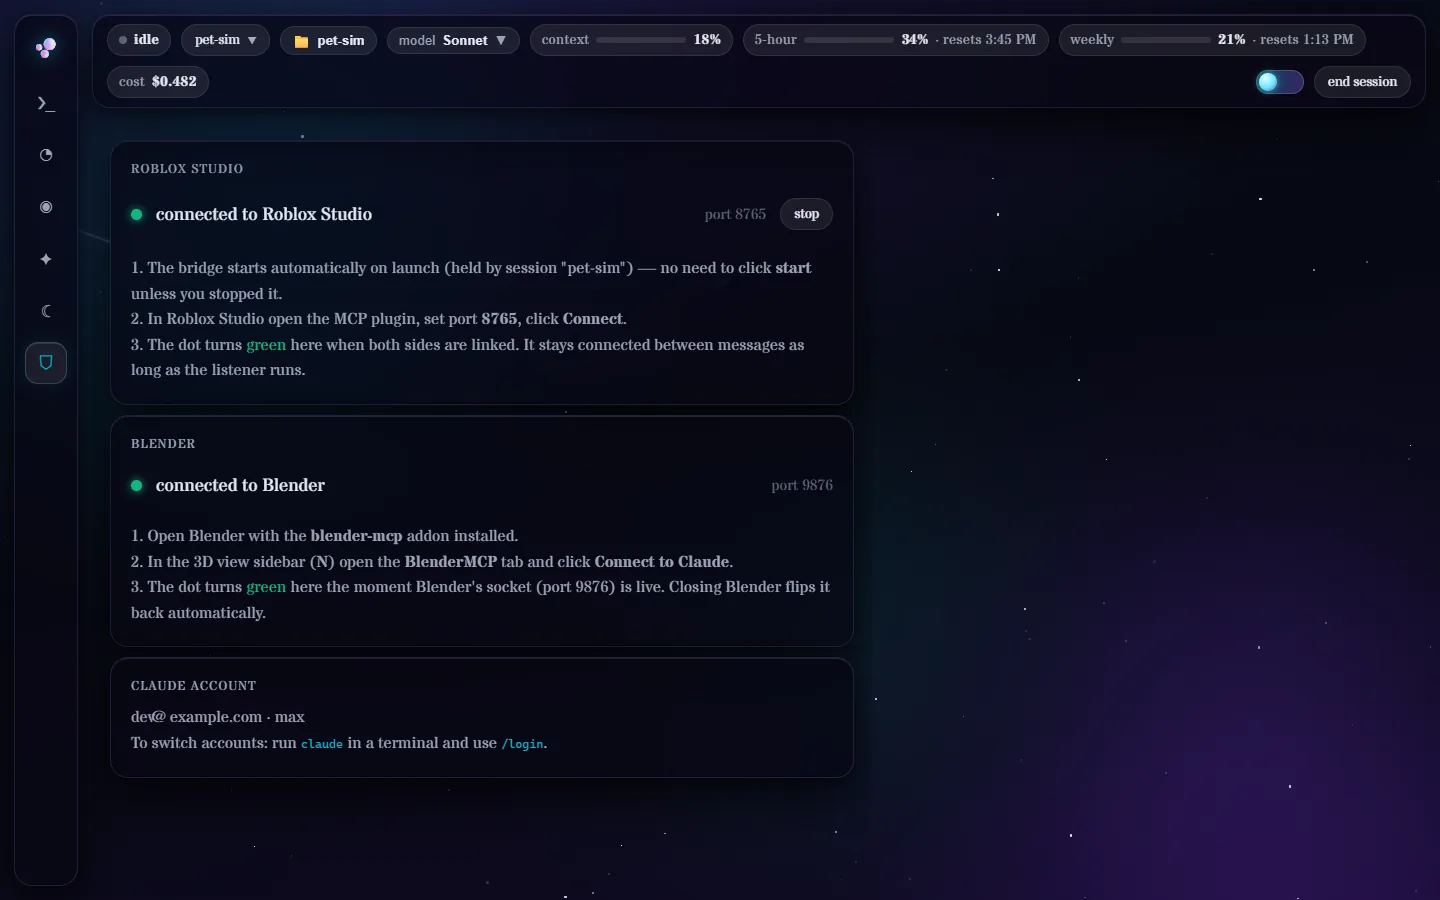 idle
pet-sim ▼
pet-sim
model Sonnet ▼
context 18%
5-hour 34% · resets 3:45 PM
weekly 21% · resets 1:13 PM
cost $0.482
end session
ROBLOX STUDIO
connected to Roblox Studio
port 8765
stop
1. The bridge starts automatically on launch (held by session "pet-sim") — no need to click start
unless you stopped it.
2. In Roblox Studio open the MCP plugin, set port 8765, click Connect.
3. The dot turns green here when both sides are linked. It stays connected between messages as
long as the listener runs.
BLENDER
connected to Blender
port 9876
1. Open Blender with the blender-mcp addon installed.
2. In the 3D view sidebar (N) open the BlenderMCP tab and click Connect to Claude.
3. The dot turns green here the moment Blender's socket (port 9876) is live. Closing Blender flips it
back automatically.
CLAUDE ACCOUNT
dev@example.com · max
To switch accounts: run claude in a terminal and use /login.